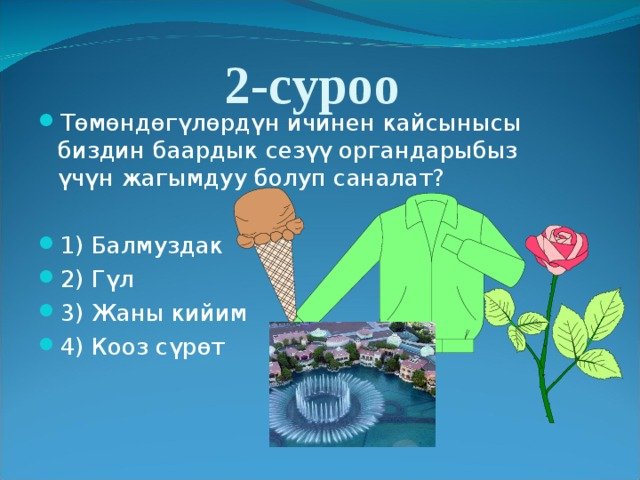 2-суроо
Төмөндөгүлөрдүн ичинен кайсынысы
биздин баардык сезүү органдарыбыз
үчүн жагымдуу болуп саналат?
1) Балмуздак
2) Гүл
3) Жаны кийим
4) Кооз сүрөт